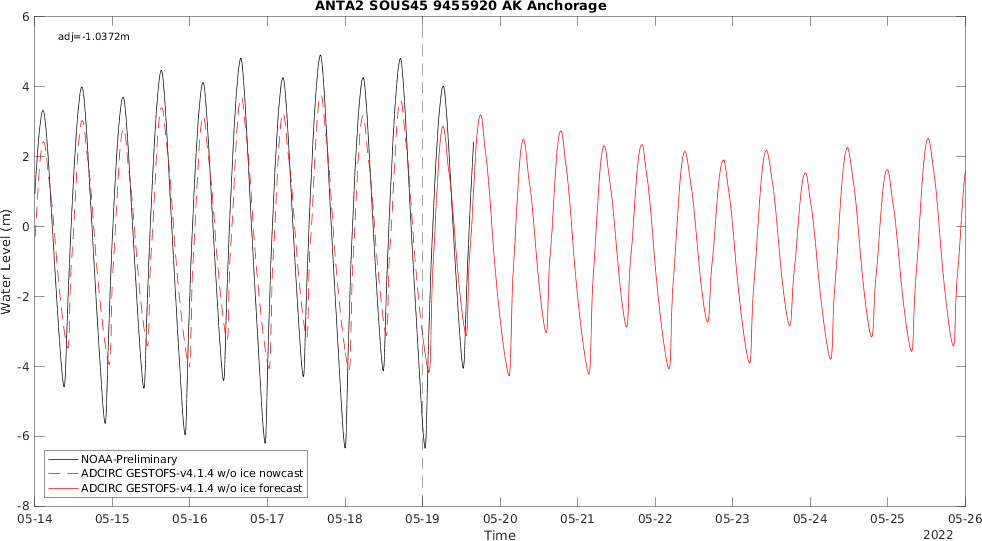 ANTA2 SOUS45 9455920 AK Anchorage
adj=-1.0372m
6
4
2
0
-2
-4
-6
-8
Water Level (m)
NOAA-Preliminary
ADCIRC GESTOFS-v4.1.4 w/o ice nowcast
ADCIRC GESTOFS-v4.1.4 w/o ice forecast
05-14 05-15 05-16 05-17 05-18 05-19 05-20 05-21 05-22 05-23 05-24 05-25 05-26
Time
2022